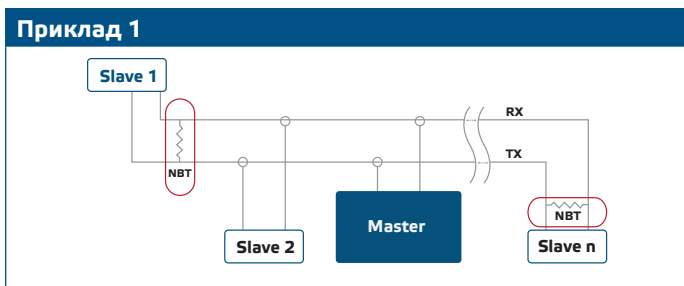 Приклад 1
Slave 1
RX
TX
NBT
NBT
Master
Slave 2
Slave n